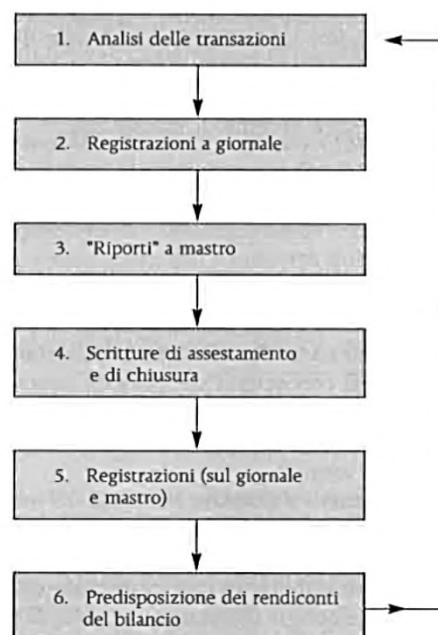 1. Analisi delle transazioni
2. Registrazioni a giornale
3. "Riporti" a mastro
4. Scritture di assestamento
e di chiusura
5. Registrazioni (sul giornale
e mastro)
6. Predisposizione dei rendiconti
del bilancio